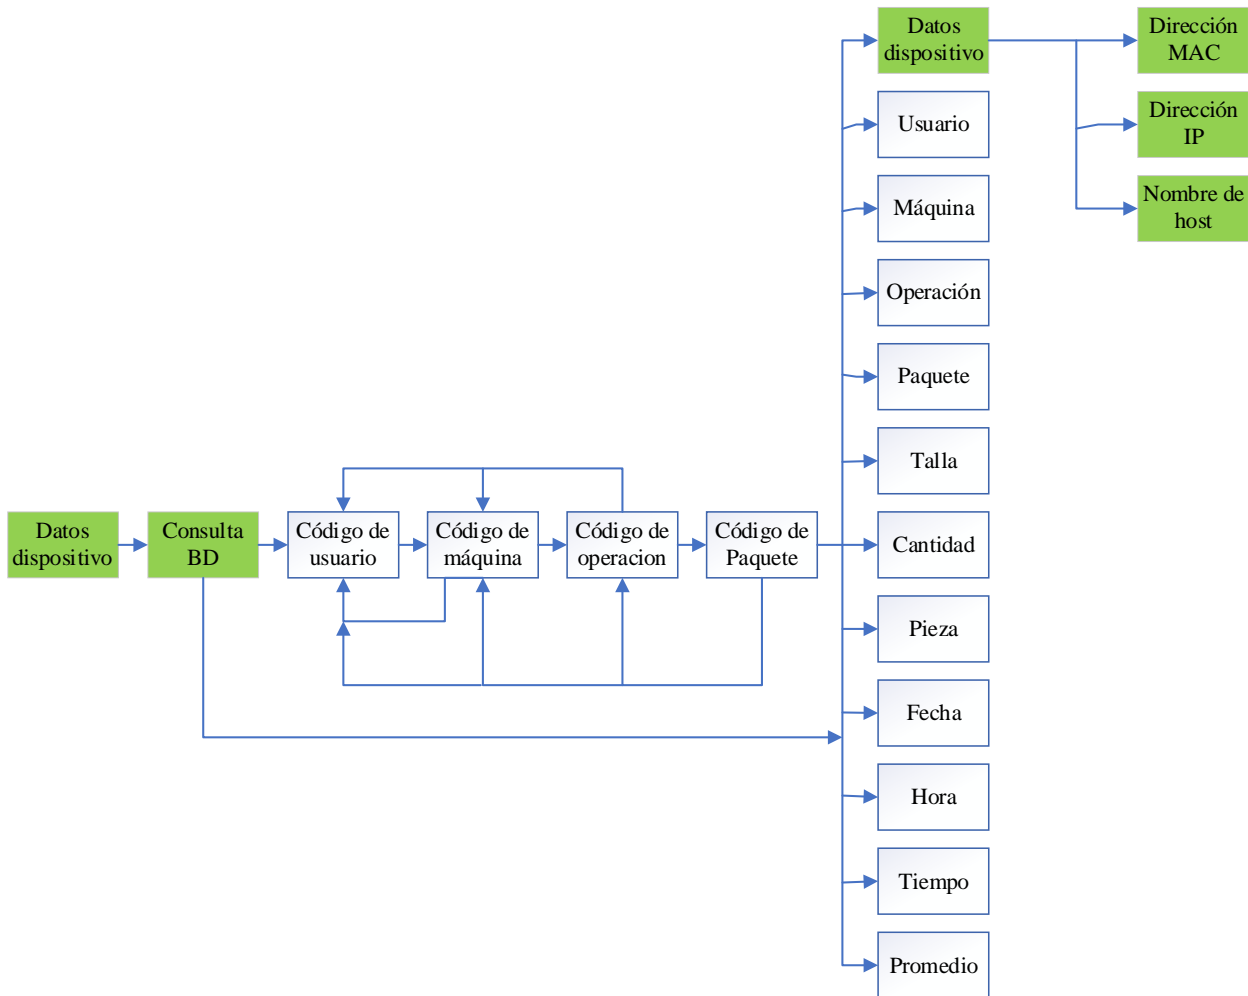 Datos
dispositivo
Dirección
MAC
Usuario
Dirección
IP
Máquina
Nombre de
host
Operación
Paquete
Talla
Datos
dispositivo
Consulta
BD
Código de
usuario
Código de
máquina
Código de
operacion
Código de
Paquete
Cantidad
Pieza
Fecha
Hora
Tiempo
Promedio